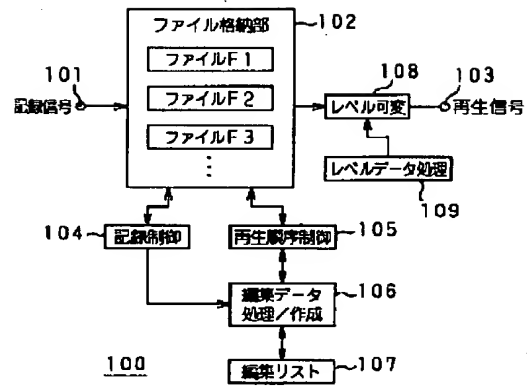 ファイル格納部
102
ファイルF1
ファイルF2
ファイルF3
⋮
101
記録信号
108
103
レベル可変
再生信号
レベルデータ処理
109
104
記録制御
再生順序制御
105
編集データ
処理/作成
106
100
編集リスト
107